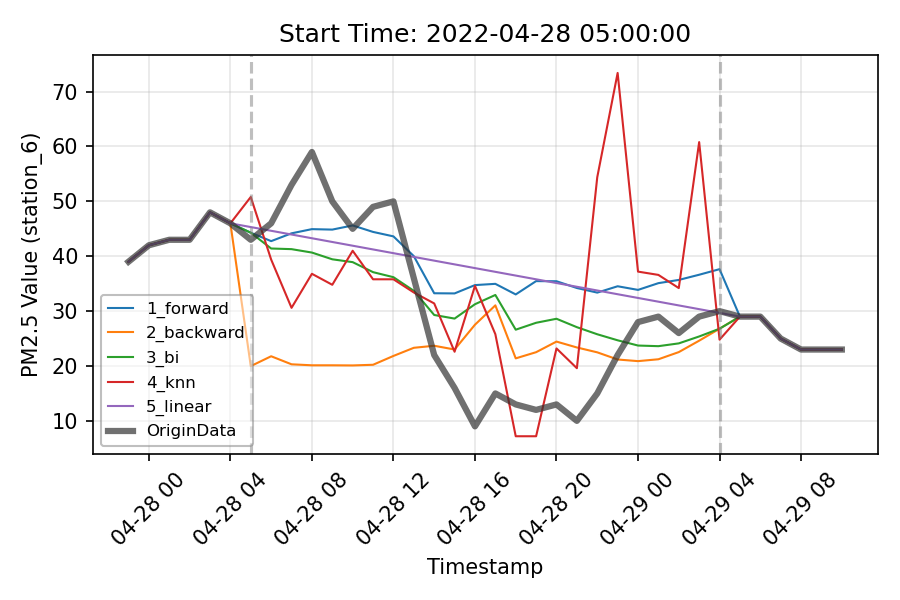 Start Time: 2022-04-28 05:00:00
PM2.5 Value (station_6)
70
60
50
40
30
20
10
1_forward
2_backward
3_bi
4_knn
5_linear
OriginData
04-28 00
04-28 04
04-28 08
04-28 12
04-28 16
04-28 20
04-29 00
04-29 04
04-29 08
Timestamp